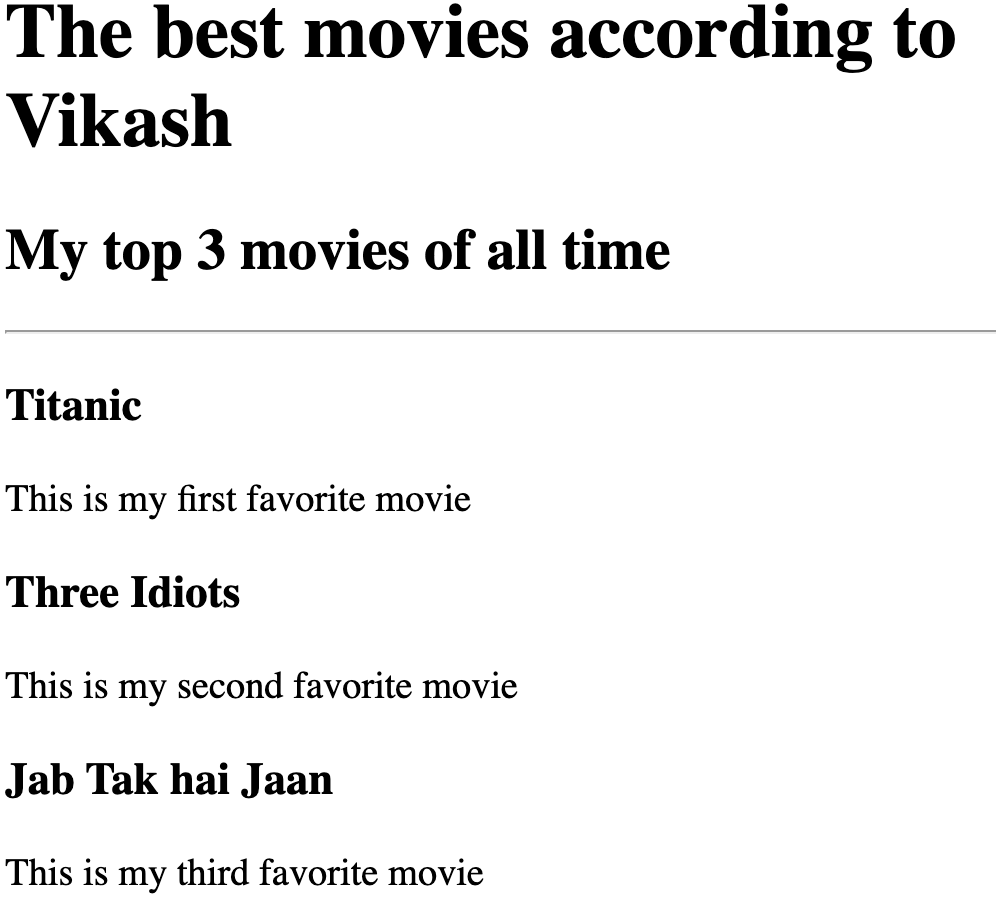 The best movies according to
Vikash
My top 3 movies of all time
Titanic
This is my first favorite movie
Three Idiots
This is my second favorite movie
Jab Tak hai Jaan
This is my third favorite movie